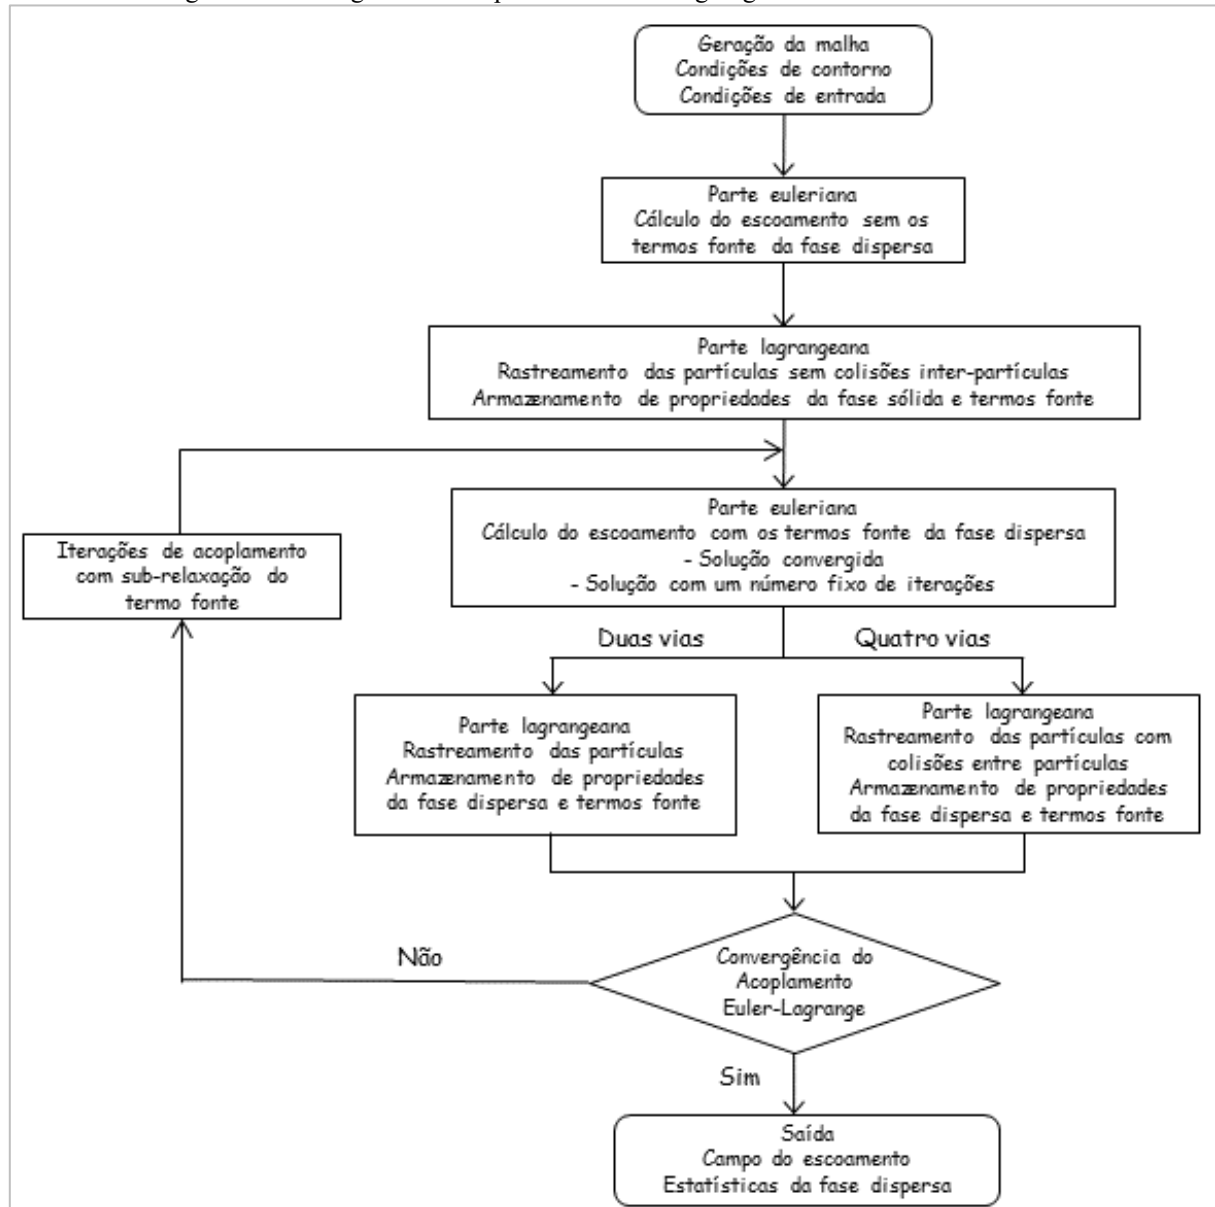 Geração da malha
Condições de contorno
Condições de entrada
Parte euleriana
Cálculo do escoamento sem os
termos fonte da fase dispersa
Parte lagrangeana
Rastreamento das partículas sem colisões inter-partículas
Armazenamento de propriedades da fase sólida e termos fonte
Parte euleriana
Cálculo do escoamento com os termos fonte da fase dispersa
- Solução convergida
- Solução com um número fixo de iterações
Iterações de acoplamento
com sub-relaxação do
termo fonte
Duas vias
Quatro vias
Parte lagrangeana
Rastreamento das partículas
Armazenamento de propriedades
da fase dispersa e termos fonte
Parte lagrangeana
Rastreamento das partículas com
colisões entre partículas
Armazenamento de propriedades
da fase dispersa e termos fonte
Não
Convergência do
Acoplamento
Euler-Lagrange
Sim
Saída
Campo do escoamento
Estatísticas da fase dispersa